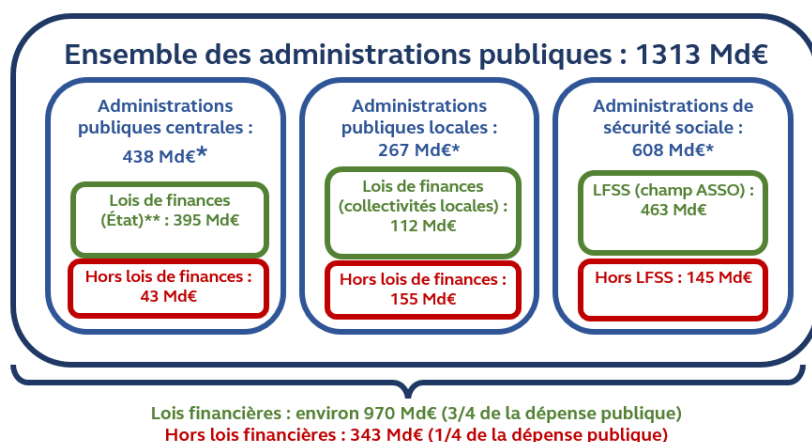 Ensemble des administrations publiques : 1313 Md€
Administrations
publiques centrales :
438 Md€*
Lois de finances
(État)** : 395 Md€
Hors lois de finances :
43 Md€
Administrations
publiques locales :
267 Md€*
Lois de finances
(collectivités locales) :
112 Md€
Hors lois de finances :
155 Md€
Administrations de
sécurité sociale :
608 Md€*
LFSS (champ ASSO) :
463 Md€
Hors LFSS : 145 Md€
Lois financières : environ 970 Md€ (3/4 de la dépense publique)
Hors lois financières : 343 Md€ (1/4 de la dépense publique)